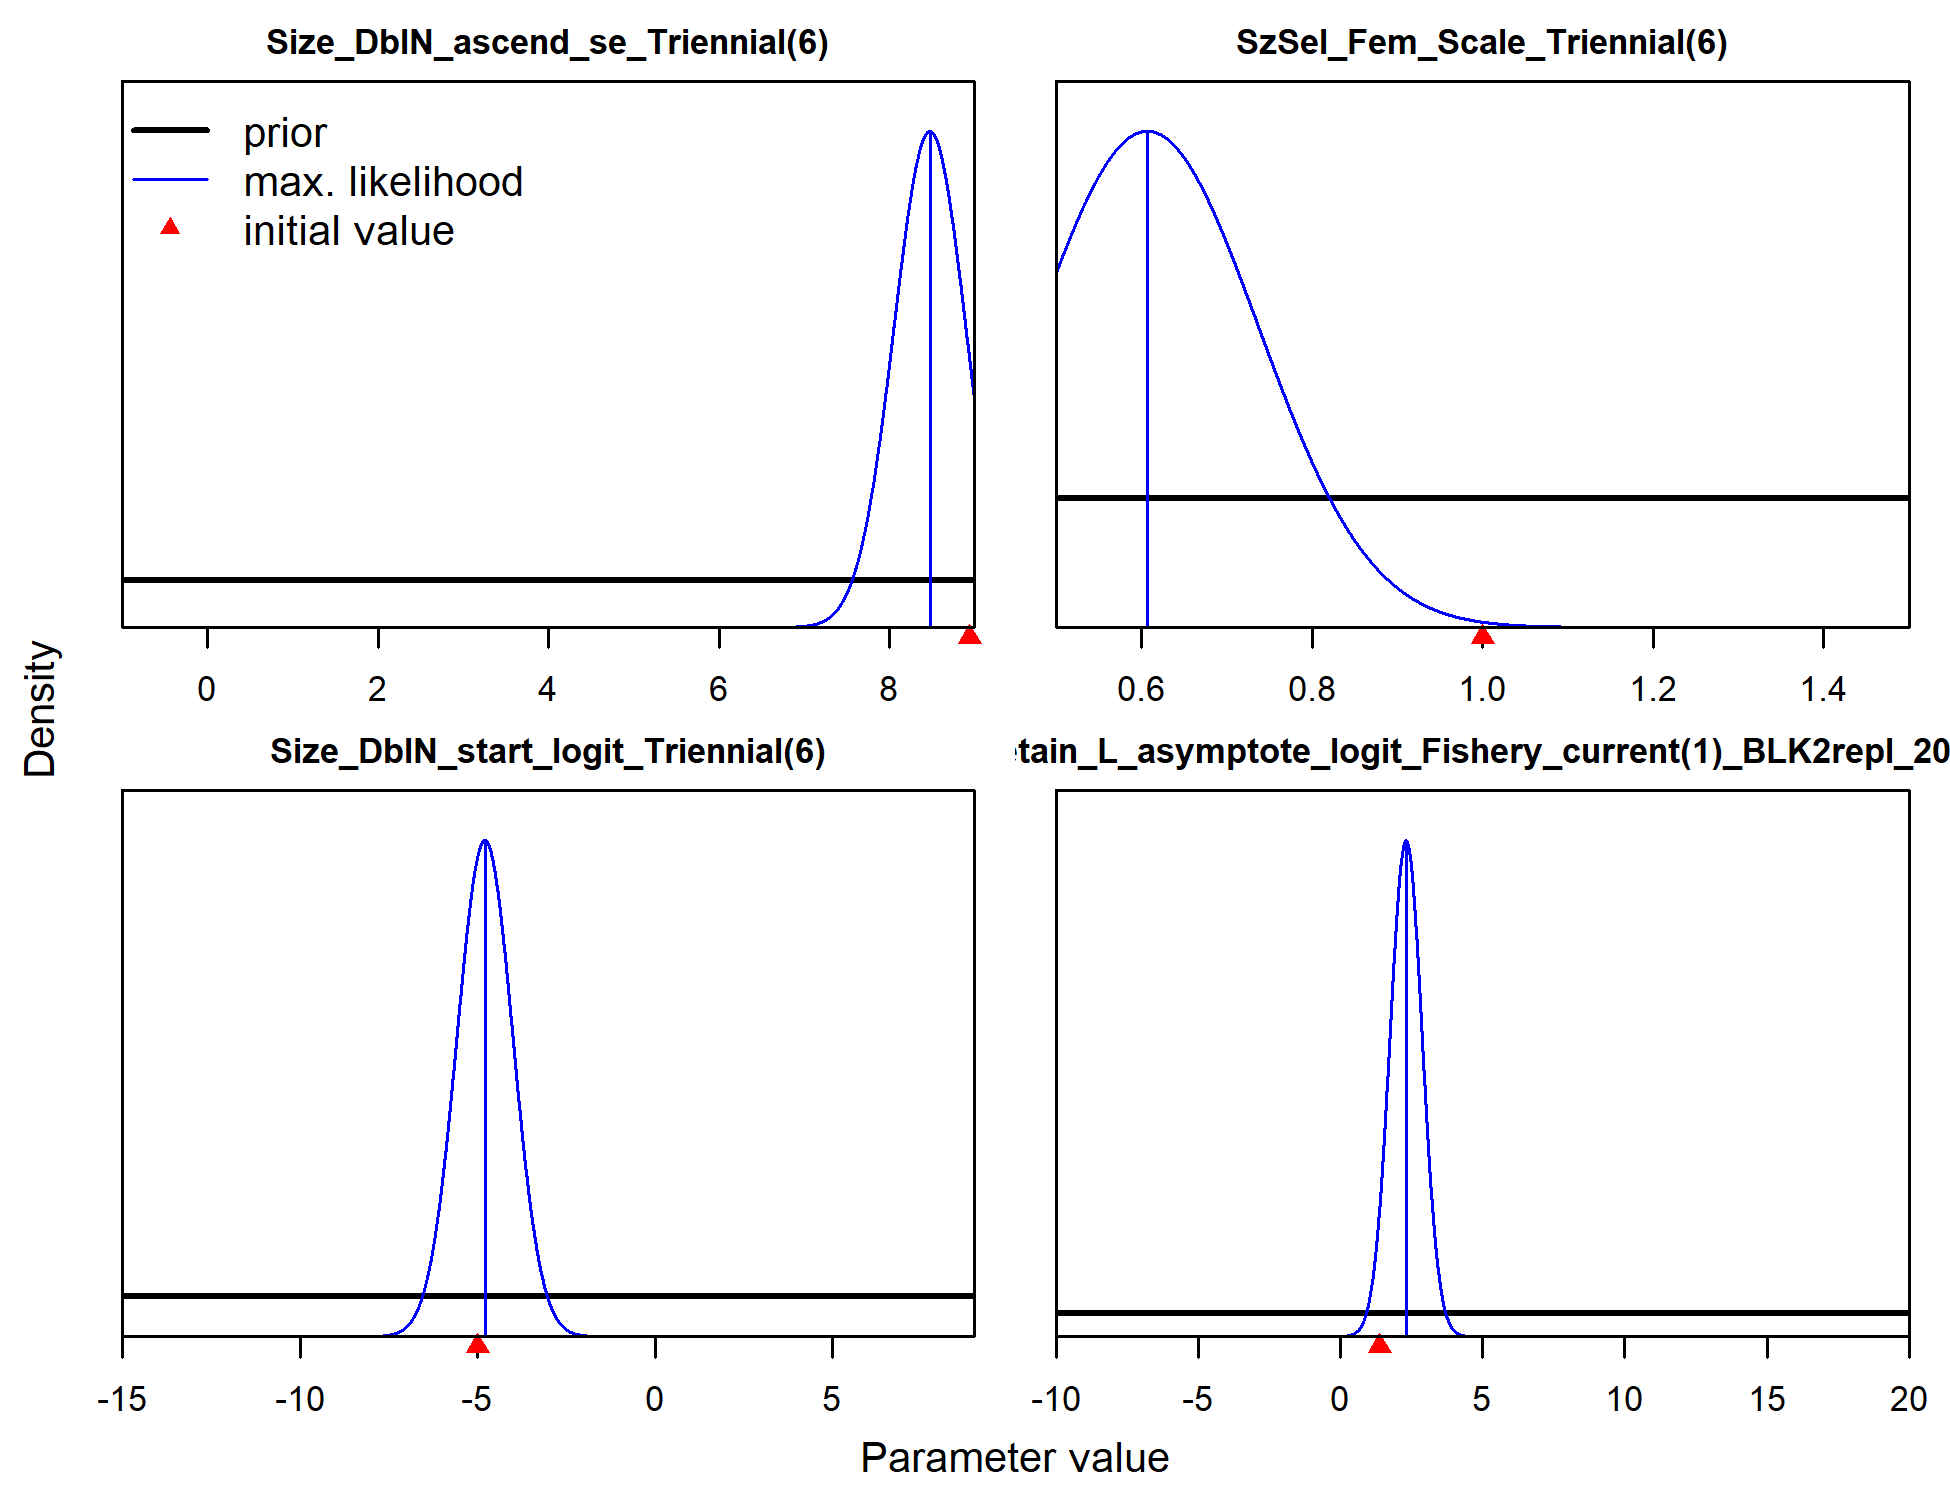 Size_DblN_ascend_se_Triennial(6)
SzSel_Fem_Scale_Triennial(6)
prior
max. likelihood
initial value
0 2 4 6 8
0.6 0.8 1.0 1.2 1.4
Density
Size_DblN_start_logit_Triennial(6)
etain_L_asymptote_logit_Fishery_current(1)_BLK2repl_20
-15 -10 -5 0 5
-10 -5 0 5 10 15 20
Parameter value